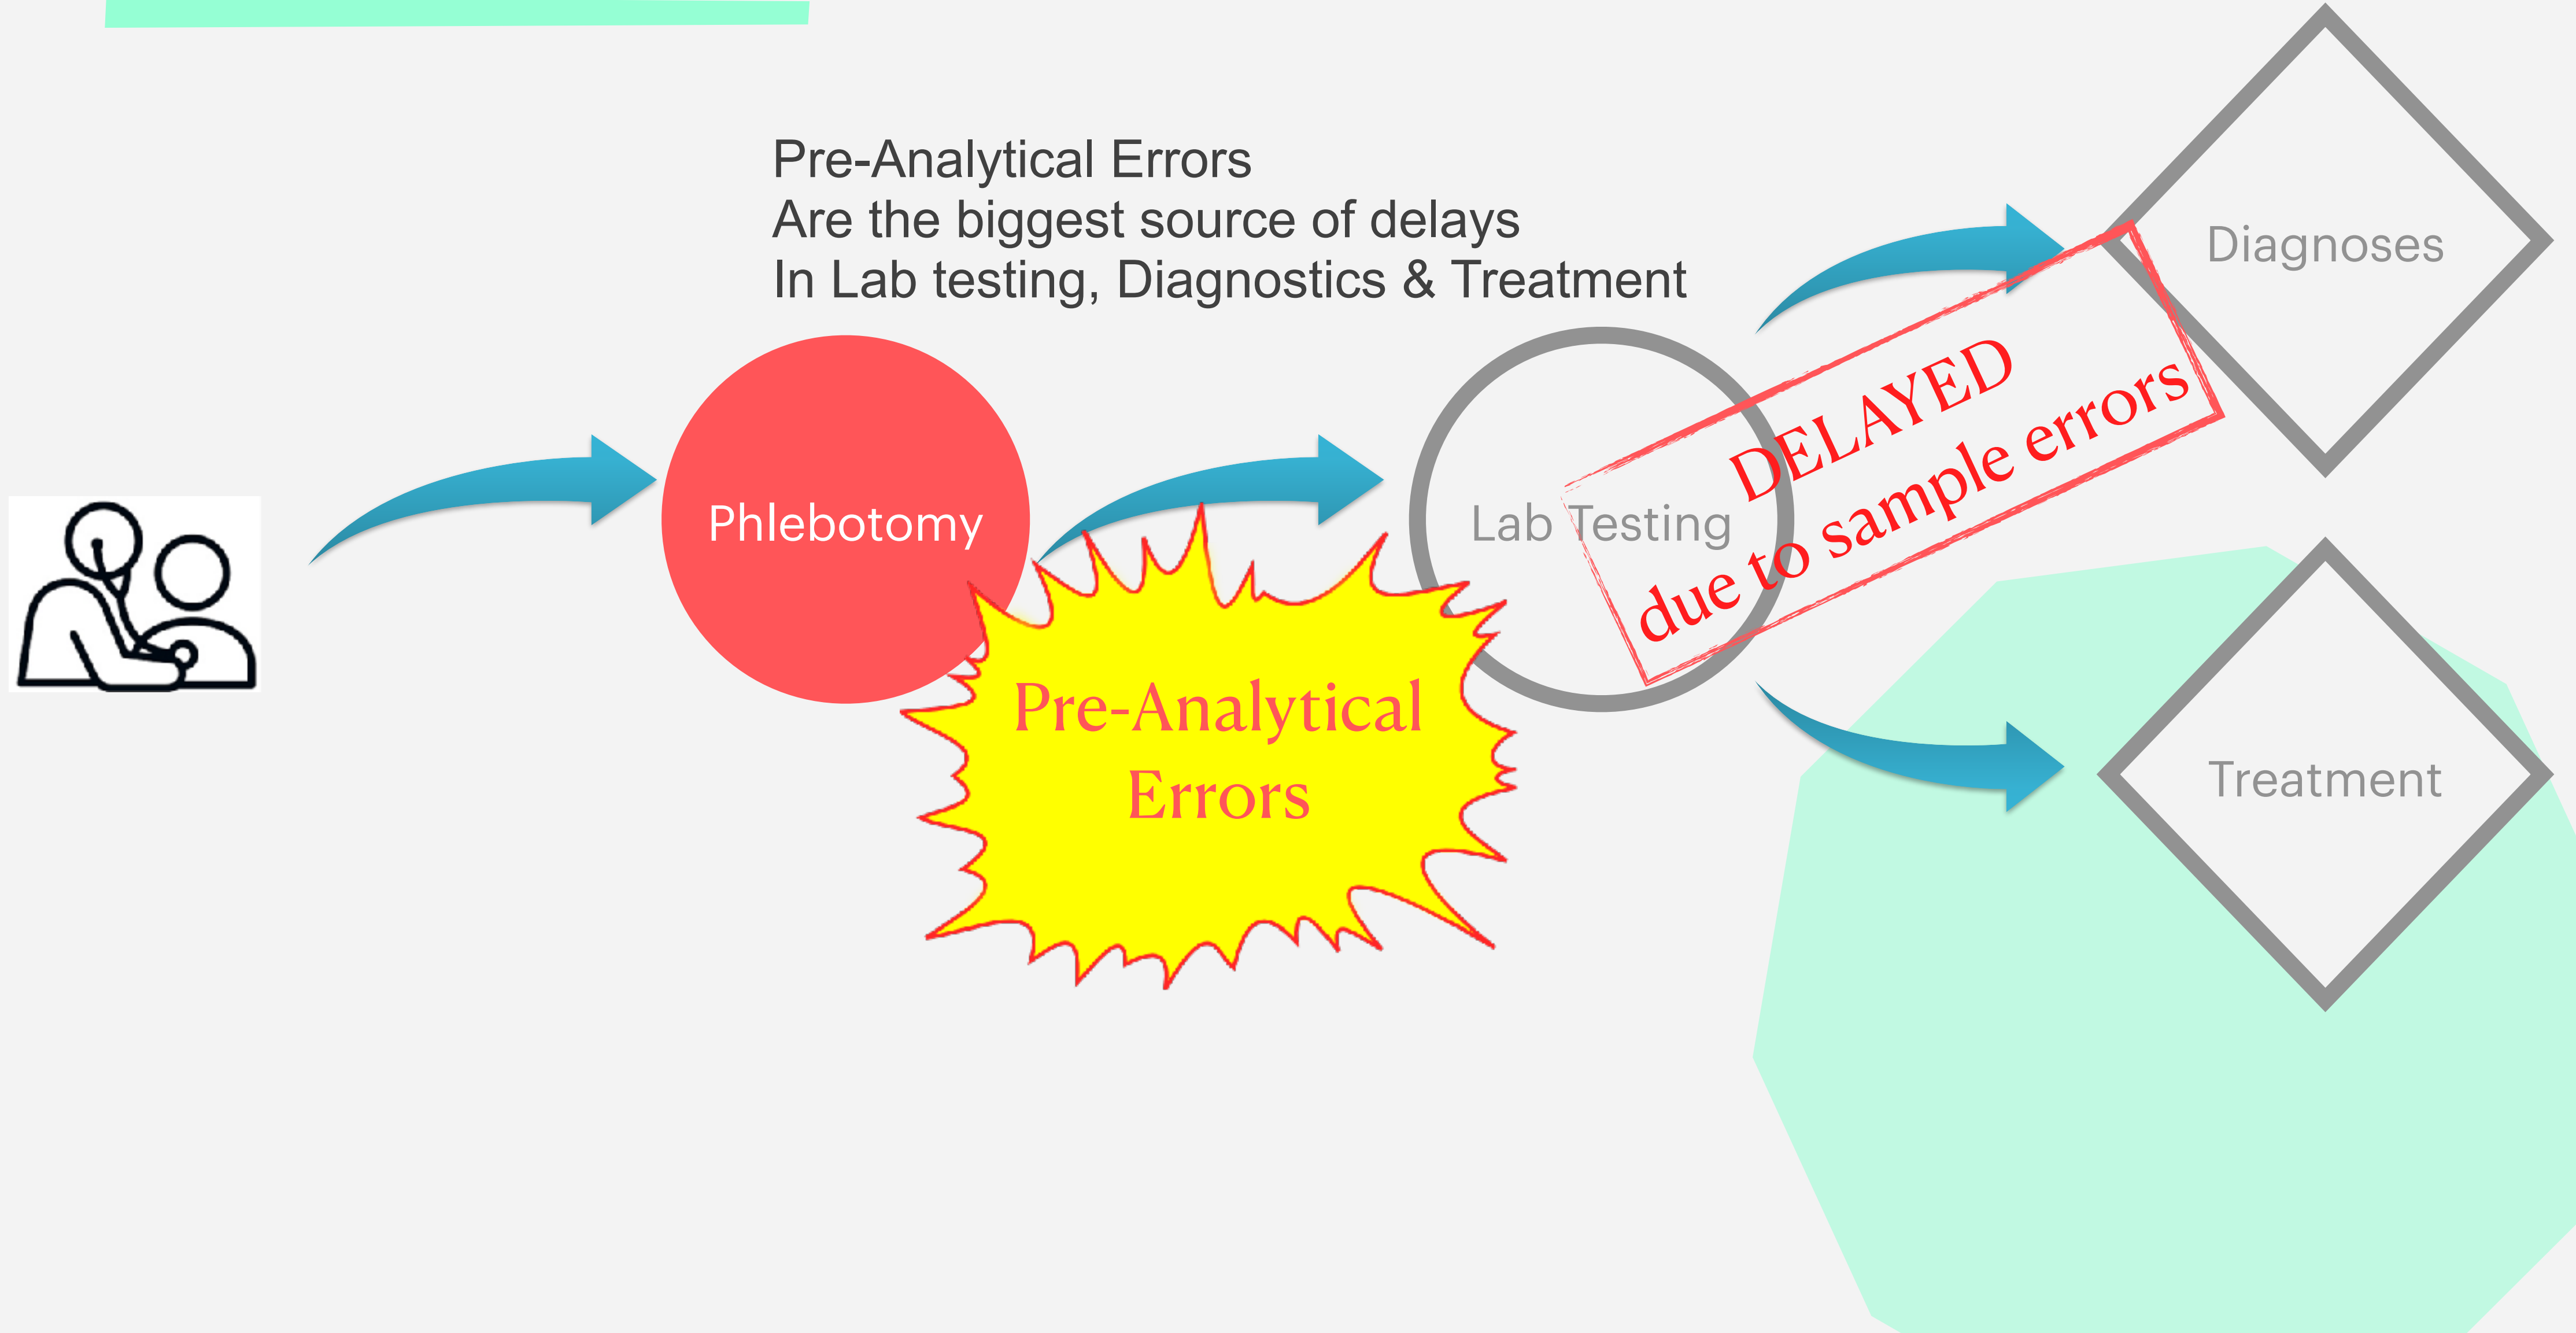 Pre-Analytical Errors
Are the biggest source of delays
In Lab testing, Diagnostics & Treatment
Phlebotomy
Pre-Analytical
Errors
Lab Testing
DELAYED
due to sample errors
Diagnoses
Treatment